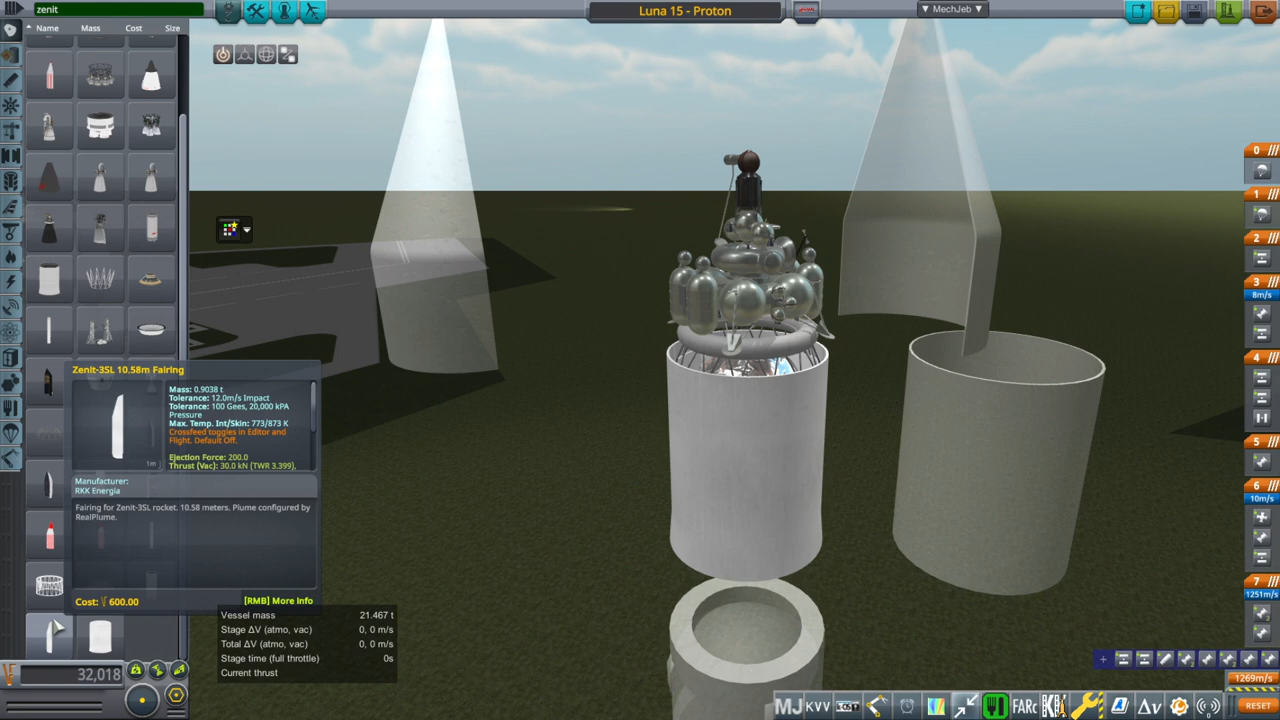 zenit
Luna 15 - Proton
▼ MechJeb ▼
Name Mass Cost Size
0
1
2
3
8m/s
4
5
6
10m/s
7
1251m/s
Zenit-3SL 10.58m Fairing
Mass: 0.9038 t
Tolerance: 12.0m/s Impact
Tolerance: 100 Gees, 20,000 kPA
Pressure
Max. Temp. Int/Skin: 773/873 K
Crossfeed toggles in Editor and
Flight. Default Off.
Ejection Force: 200.0
Thrust (Vac): 30.0 kN (TWR 3.399),
1m
Manufacturer:
RKK Energia
Fairing for Zenit-3SL rocket. 10.58 meters. Plume configured by
RealPlume.
Cost: 600.00
[RMB] More Info
Vessel mass 21.467 t
Stage ΔV (atmo, vac) 0, 0 m/s
Total ΔV (atmo, vac) 0, 0 m/s
Stage time (full throttle) 0s
Current thrust
32,018
1269m/s
MJ KVV FARc Δv RESET